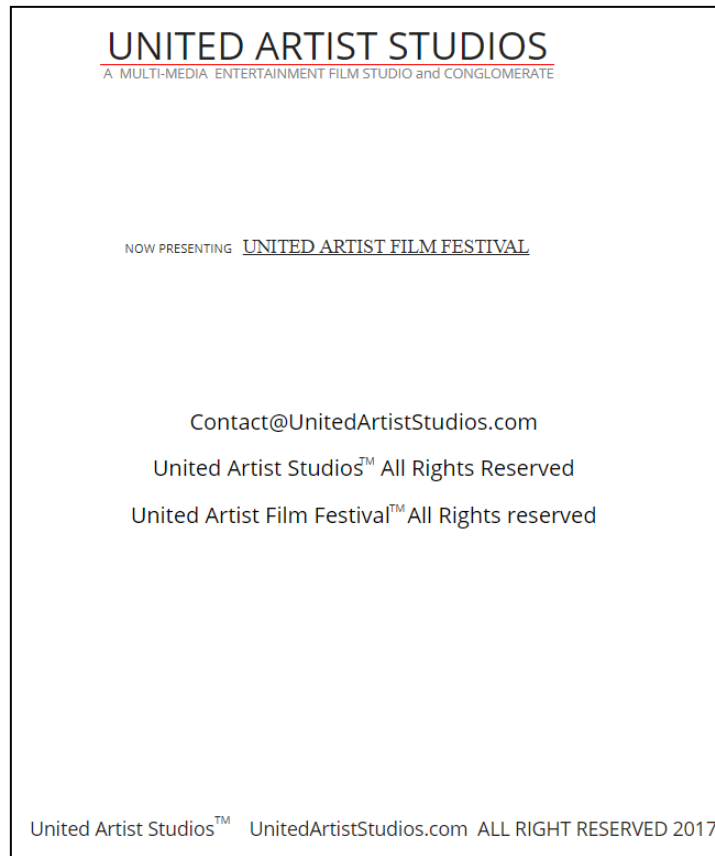 UNITED ARTIST STUDIOS
A MULTI-MEDIA ENTERTAINMENT FILM STUDIO and CONGLOMERATE
NOW PRESENTING UNITED ARTIST FILM FESTIVAL
Contact@UnitedArtistStudios.com
United Artist Studios™ All Rights Reserved
United Artist Film Festival™ All Rights reserved
United Artist Studios™ UnitedArtistStudios.com ALL RIGHT RESERVED 2017